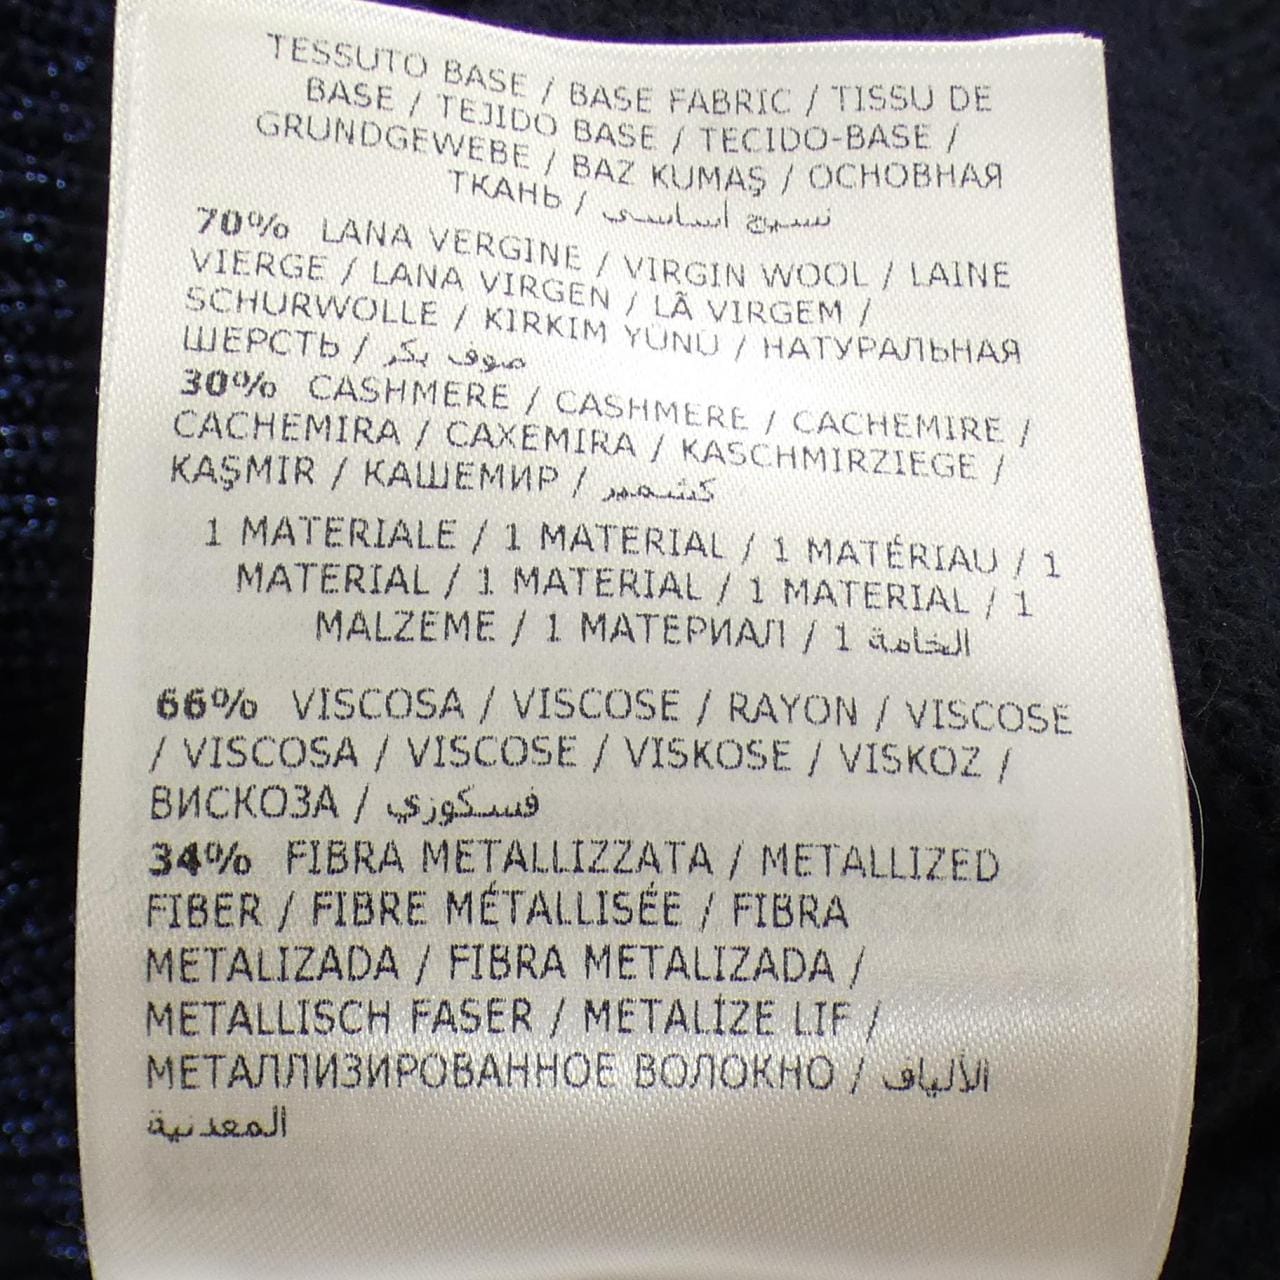 TESSUTO BASE / BASE FABRIC / TISSU DE
BASE / TEJIDO BASE / TECIDO-BASE /
GRUNDGEWEBE / BAZ KUMAŞ / ОСНОВНАЯ
ТКАНЬ / نسيج أساسي
70% LANA VERGINE / VIRGIN WOOL / LAINE
VIERGE / LANA VIRGEN / LÃ VIRGEM /
SCHURWOLLE / KIRKIM YÜNÜ / НАТУРАЛЬНАЯ
ШЕРСТЬ / صوف بكر
30% CASHMERE / CASHMERE / CACHEMIRE /
CACHEMIRA / CAXEMIRA / KASCHMIRZIEGE /
KAŞMIR / КАШЕМИР / كشمير
1 MATERIALE / 1 MATERIAL / 1 MATÉRIAU / 1
MATERIAL / 1 MATERIAL / 1 MATERIAL / 1
MALZEME / 1 МАТЕРИАЛ / 1 الخامة
66% VISCOSA / VISCOSE / RAYON / VISCOSE
/ VISCOSA / VISCOSE / VISKOSE / VISKOZ /
ВИСКОЗА / فسكوزي
34% FIBRA METALLIZZATA / METALLIZED
FIBER / FIBRE MÉTALLISÉE / FIBRA
METALIZADA / FIBRA METALIZADA /
METALLISCH FASER / METALİZE LIF /
МЕТАЛЛИЗИРОВАННОЕ ВОЛОКНО / الألياف
المعدنية